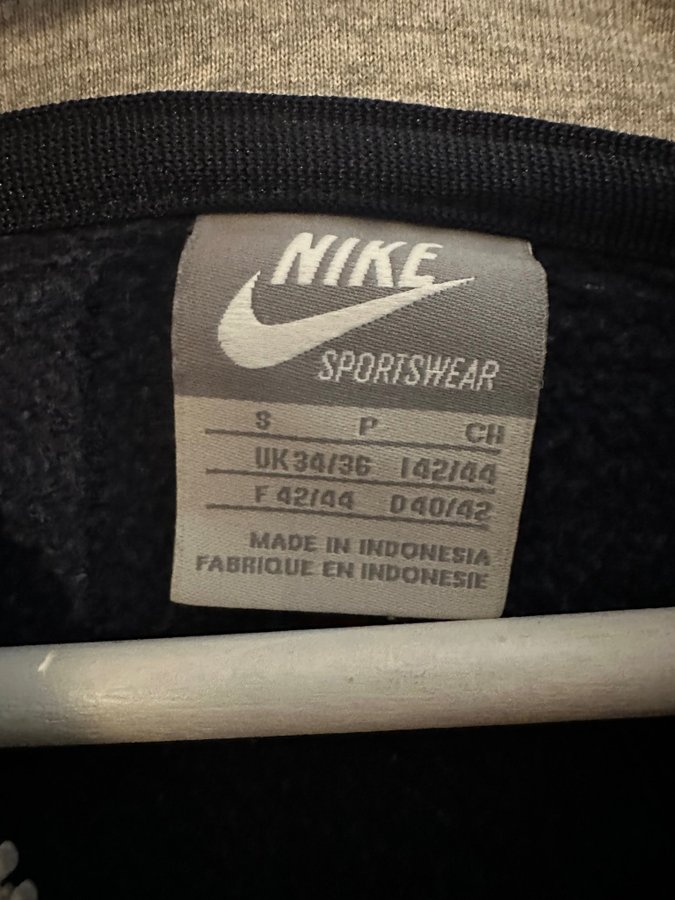 NIKE
SPORTSWEAR
S P CH
UK 34/36 I 42/44
F 42/44 D 40/42
MADE IN INDONESIA
FABRIQUE EN INDONESIE